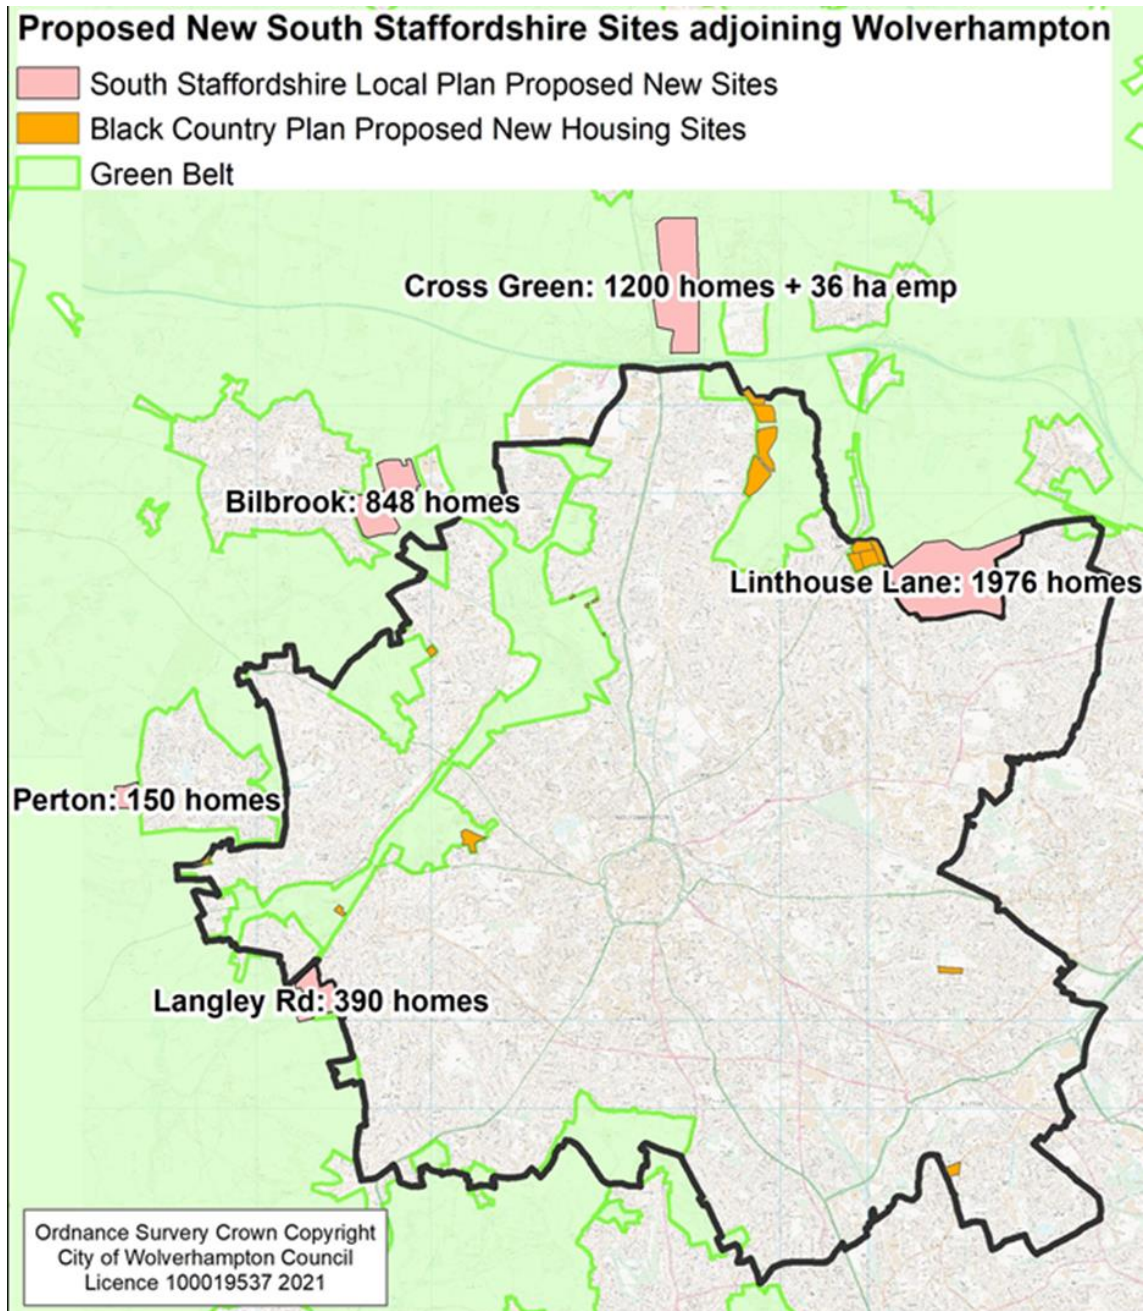 Proposed New South Staffordshire Sites adjoining Wolverhampton
South Staffordshire Local Plan Proposed New Sites
Black Country Plan Proposed New Housing Sites
Green Belt
Cross Green: 1200 homes + 36 ha emp
Bilbrook: 848 homes
Linthouse Lane: 1976 homes
Perton: 150 homes
Langley Rd: 390 homes
Ordnance Survery Crown Copyright
City of Wolverhampton Council
Licence 100019537 2021